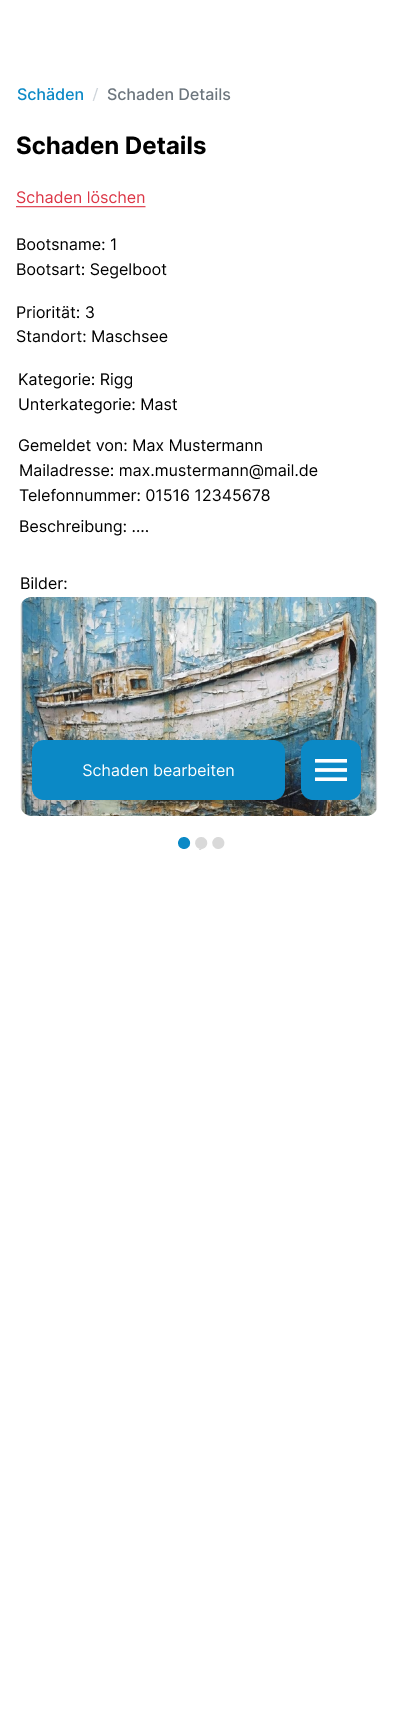 Schäden / Schaden Details
Schaden Details
Schaden löschen
Bootsname: 1
Bootsart: Segelboot
Priorität: 3
Standort: Maschsee
Kategorie: Rigg
Unterkategorie: Mast
Gemeldet von: Max Mustermann
Mailadresse: max.mustermann@mail.de
Telefonnummer: 01516 12345678
Beschreibung: ....
Bilder:
Schaden bearbeiten